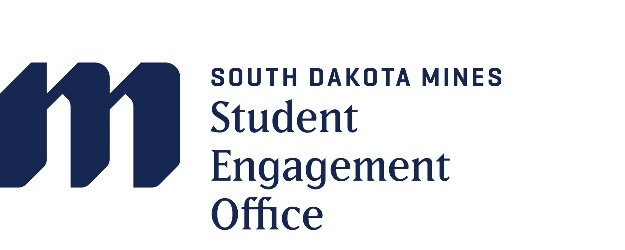 SOUTH DAKOTA MINES
Student
Engagement
Office